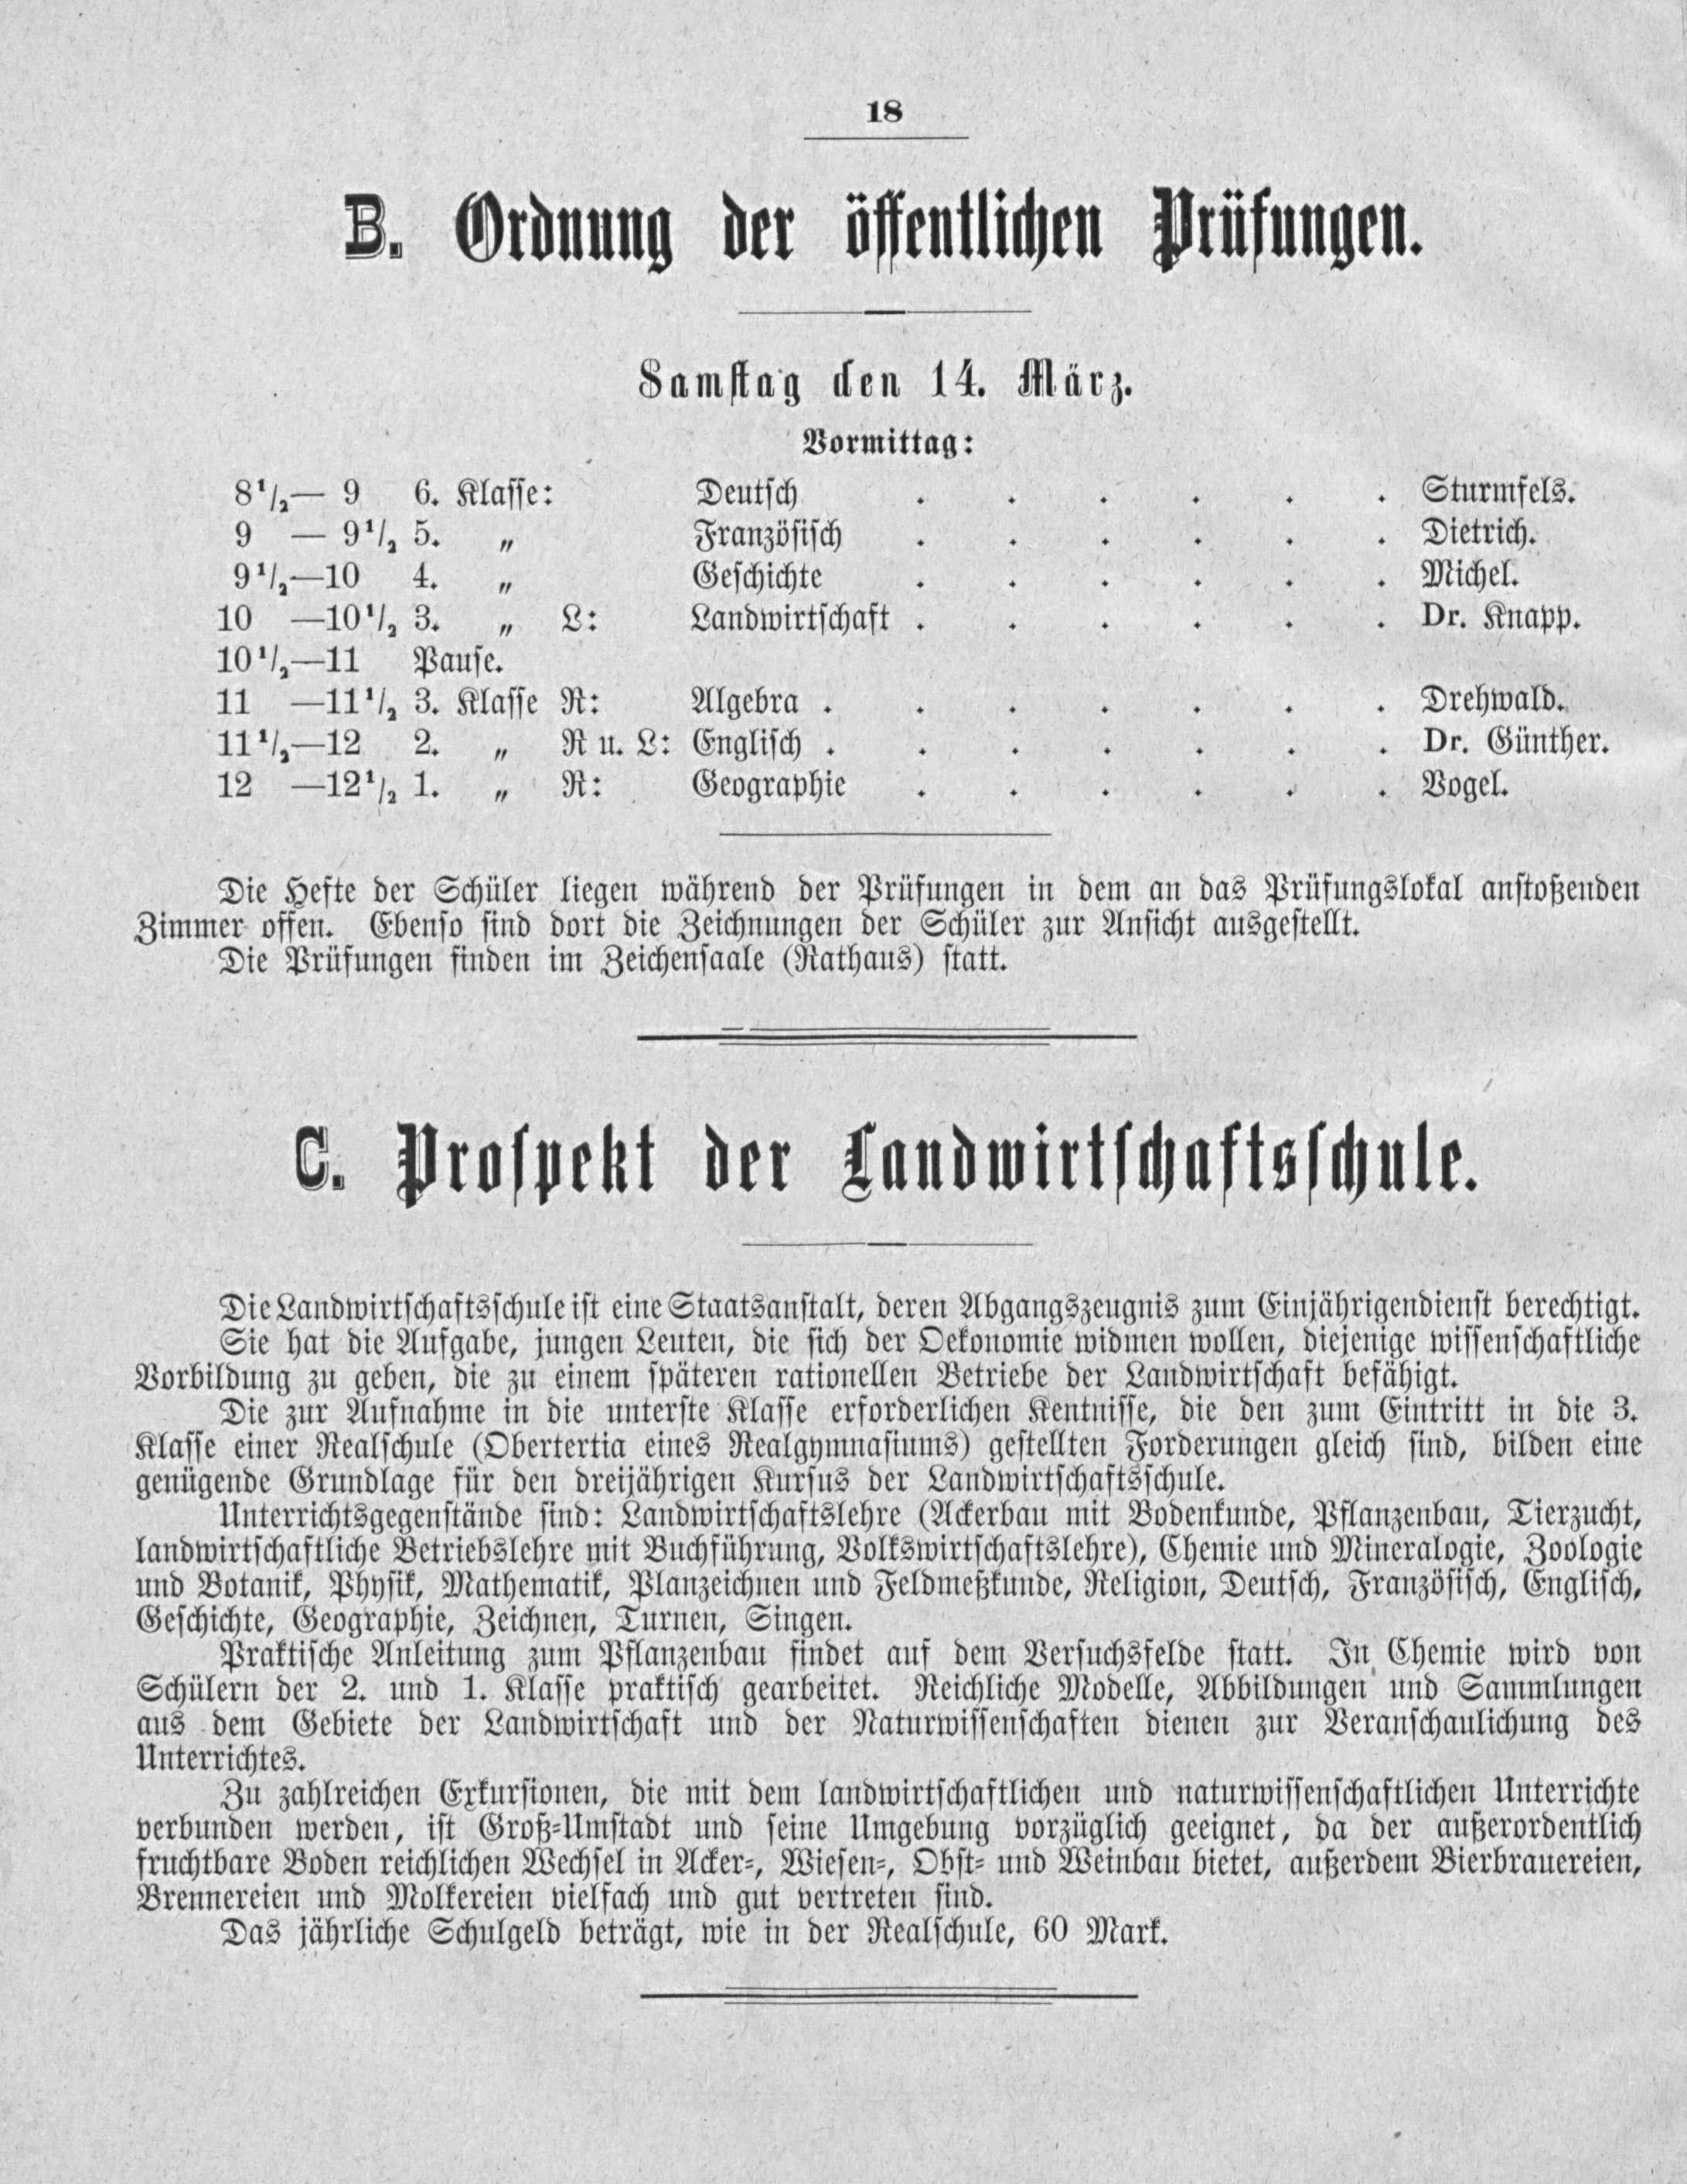 18
B. Ordnung der öffentlichen Prüfungen.
Samstag den 14. März.
Vormittag:
8¹/₂— 9 6. Klasse: Deutsch . . . . . . Sturmfels.
9 — 9¹/₂ 5. „ Französisch . . . . . . Dietrich.
9¹/₂—10 4. „ Geschichte . . . . . . Michel.
10 —10¹/₂ 3. „ L: Landwirtschaft . . . . . . Dr. Knapp.
10¹/₂—11 Pause.
11 —11¹/₂ 3. Klasse R: Algebra . . . . . . . Drehwald.
11¹/₂—12 2. „ R u. L: Englisch . . . . . . . Dr. Günther.
12 —12¹/₂ 1. „ R: Geographie . . . . . . Vogel.
Die Hefte der Schüler liegen während der Prüfungen in dem an das Prüfungslokal anstoßenden
Zimmer offen. Ebenso sind dort die Zeichnungen der Schüler zur Ansicht ausgestellt.
Die Prüfungen finden im Zeichensaale (Rathaus) statt.
C. Prospekt der Landwirtschaftsschule.
Die Landwirtschaftsschule ist eine Staatsanstalt, deren Abgangszeugnis zum Einjährigendienst berechtigt.
Sie hat die Aufgabe, jungen Leuten, die sich der Oekonomie widmen wollen, diejenige wissenschaftliche
Vorbildung zu geben, die zu einem späteren rationellen Betriebe der Landwirtschaft befähigt.
Die zur Aufnahme in die unterste Klasse erforderlichen Kentnisse, die den zum Eintritt in die 3.
Klasse einer Realschule (Obertertia eines Realgymnasiums) gestellten Forderungen gleich sind, bilden eine
genügende Grundlage für den dreijährigen Kursus der Landwirtschaftsschule.
Unterrichtsgegenstände sind: Landwirtschaftslehre (Ackerbau mit Bodenkunde, Pflanzenbau, Tierzucht,
landwirtschaftliche Betriebslehre mit Buchführung, Volkswirtschaftslehre), Chemie und Mineralogie, Zoologie
und Botanik, Physik, Mathematik, Planzeichnen und Feldmeßkunde, Religion, Deutsch, Französisch, Englisch,
Geschichte, Geographie, Zeichnen, Turnen, Singen.
Praktische Anleitung zum Pflanzenbau findet auf dem Versuchsfelde statt. In Chemie wird von
Schülern der 2. und 1. Klasse praktisch gearbeitet. Reichliche Modelle, Abbildungen und Sammlungen
aus dem Gebiete der Landwirtschaft und der Naturwissenschaften dienen zur Veranschaulichung des
Unterrichtes.
Zu zahlreichen Exkursionen, die mit dem landwirtschaftlichen und naturwissenschaftlichen Unterrichte
verbunden werden, ist Groß-Umstadt und seine Umgebung vorzüglich geeignet, da der außerordentlich
fruchtbare Boden reichlichen Wechsel in Acker-, Wiesen-, Obst- und Weinbau bietet, außerdem Bierbrauereien,
Brennereien und Molkereien vielfach und gut vertreten sind.
Das jährliche Schulgeld beträgt, wie in der Realschule, 60 Mark.